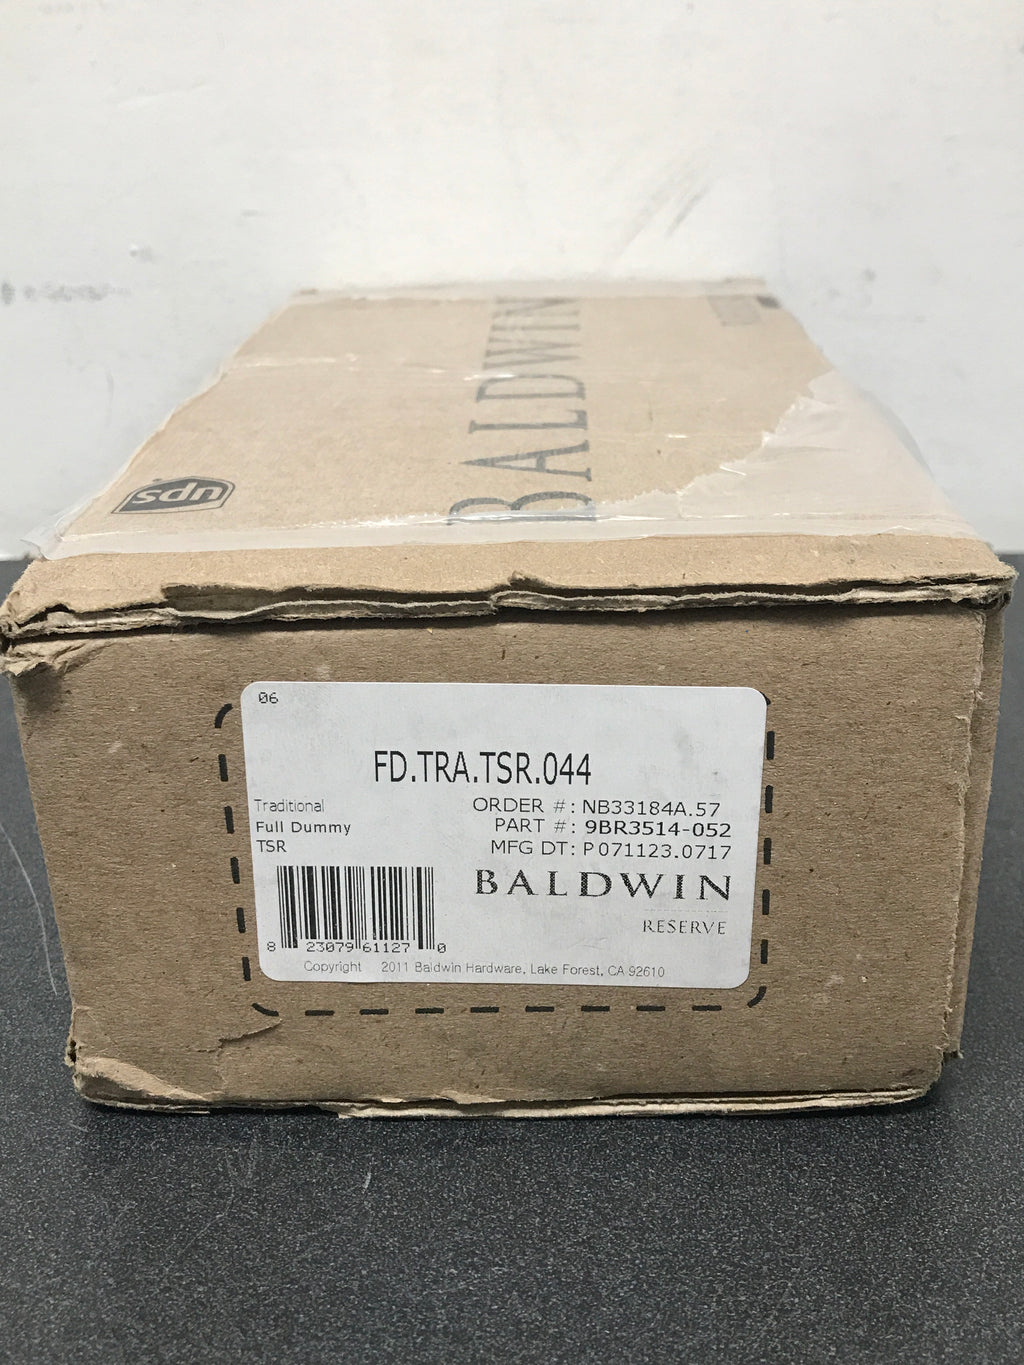 BALDWIN
sdn
06
FD.TRA.TSR.044
Traditional
Full Dummy
TSR
ORDER #: NB33184A.57
PART #: 9BR3514-052
MFG DT: P071123.0717
BALDWIN
RESERVE
8 23079 61127 0
Copyright 2011 Baldwin Hardware, Lake Forest, CA 92610